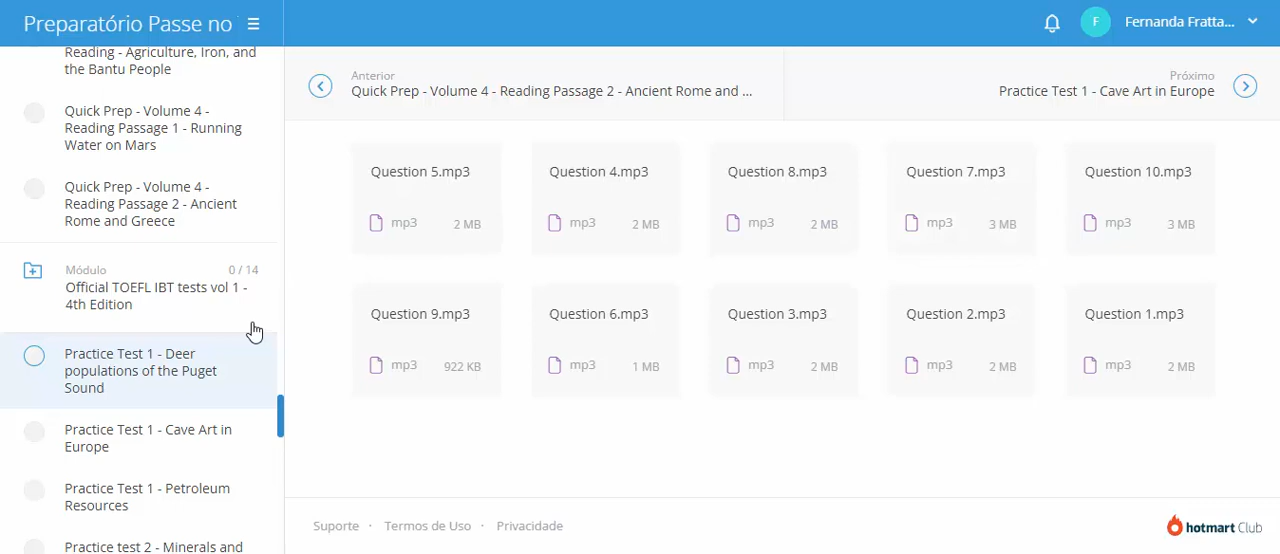 Preparatório Passe no
F
Fernanda Fratta...
Reading - Agriculture, Iron, and
the Bantu People
Quick Prep - Volume 4 -
Reading Passage 1 - Running
Water on Mars
Quick Prep - Volume 4 -
Reading Passage 2 - Ancient
Rome and Greece
Módulo
0 / 14
Official TOEFL IBT tests vol 1 -
4th Edition
Practice Test 1 - Deer
populations of the Puget
Sound
Practice Test 1 - Cave Art in
Europe
Practice Test 1 - Petroleum
Resources
Practice test 2 - Minerals and
Anterior
Quick Prep - Volume 4 - Reading Passage 2 - Ancient Rome and ...
Próximo
Practice Test 1 - Cave Art in Europe
Question 5.mp3
mp3 2 MB
Question 4.mp3
mp3 2 MB
Question 8.mp3
mp3 2 MB
Question 7.mp3
mp3 3 MB
Question 10.mp3
mp3 3 MB
Question 9.mp3
mp3 922 KB
Question 6.mp3
mp3 1 MB
Question 3.mp3
mp3 2 MB
Question 2.mp3
mp3 2 MB
Question 1.mp3
mp3 2 MB
Suporte · Termos de Uso · Privacidade
hotmart Club